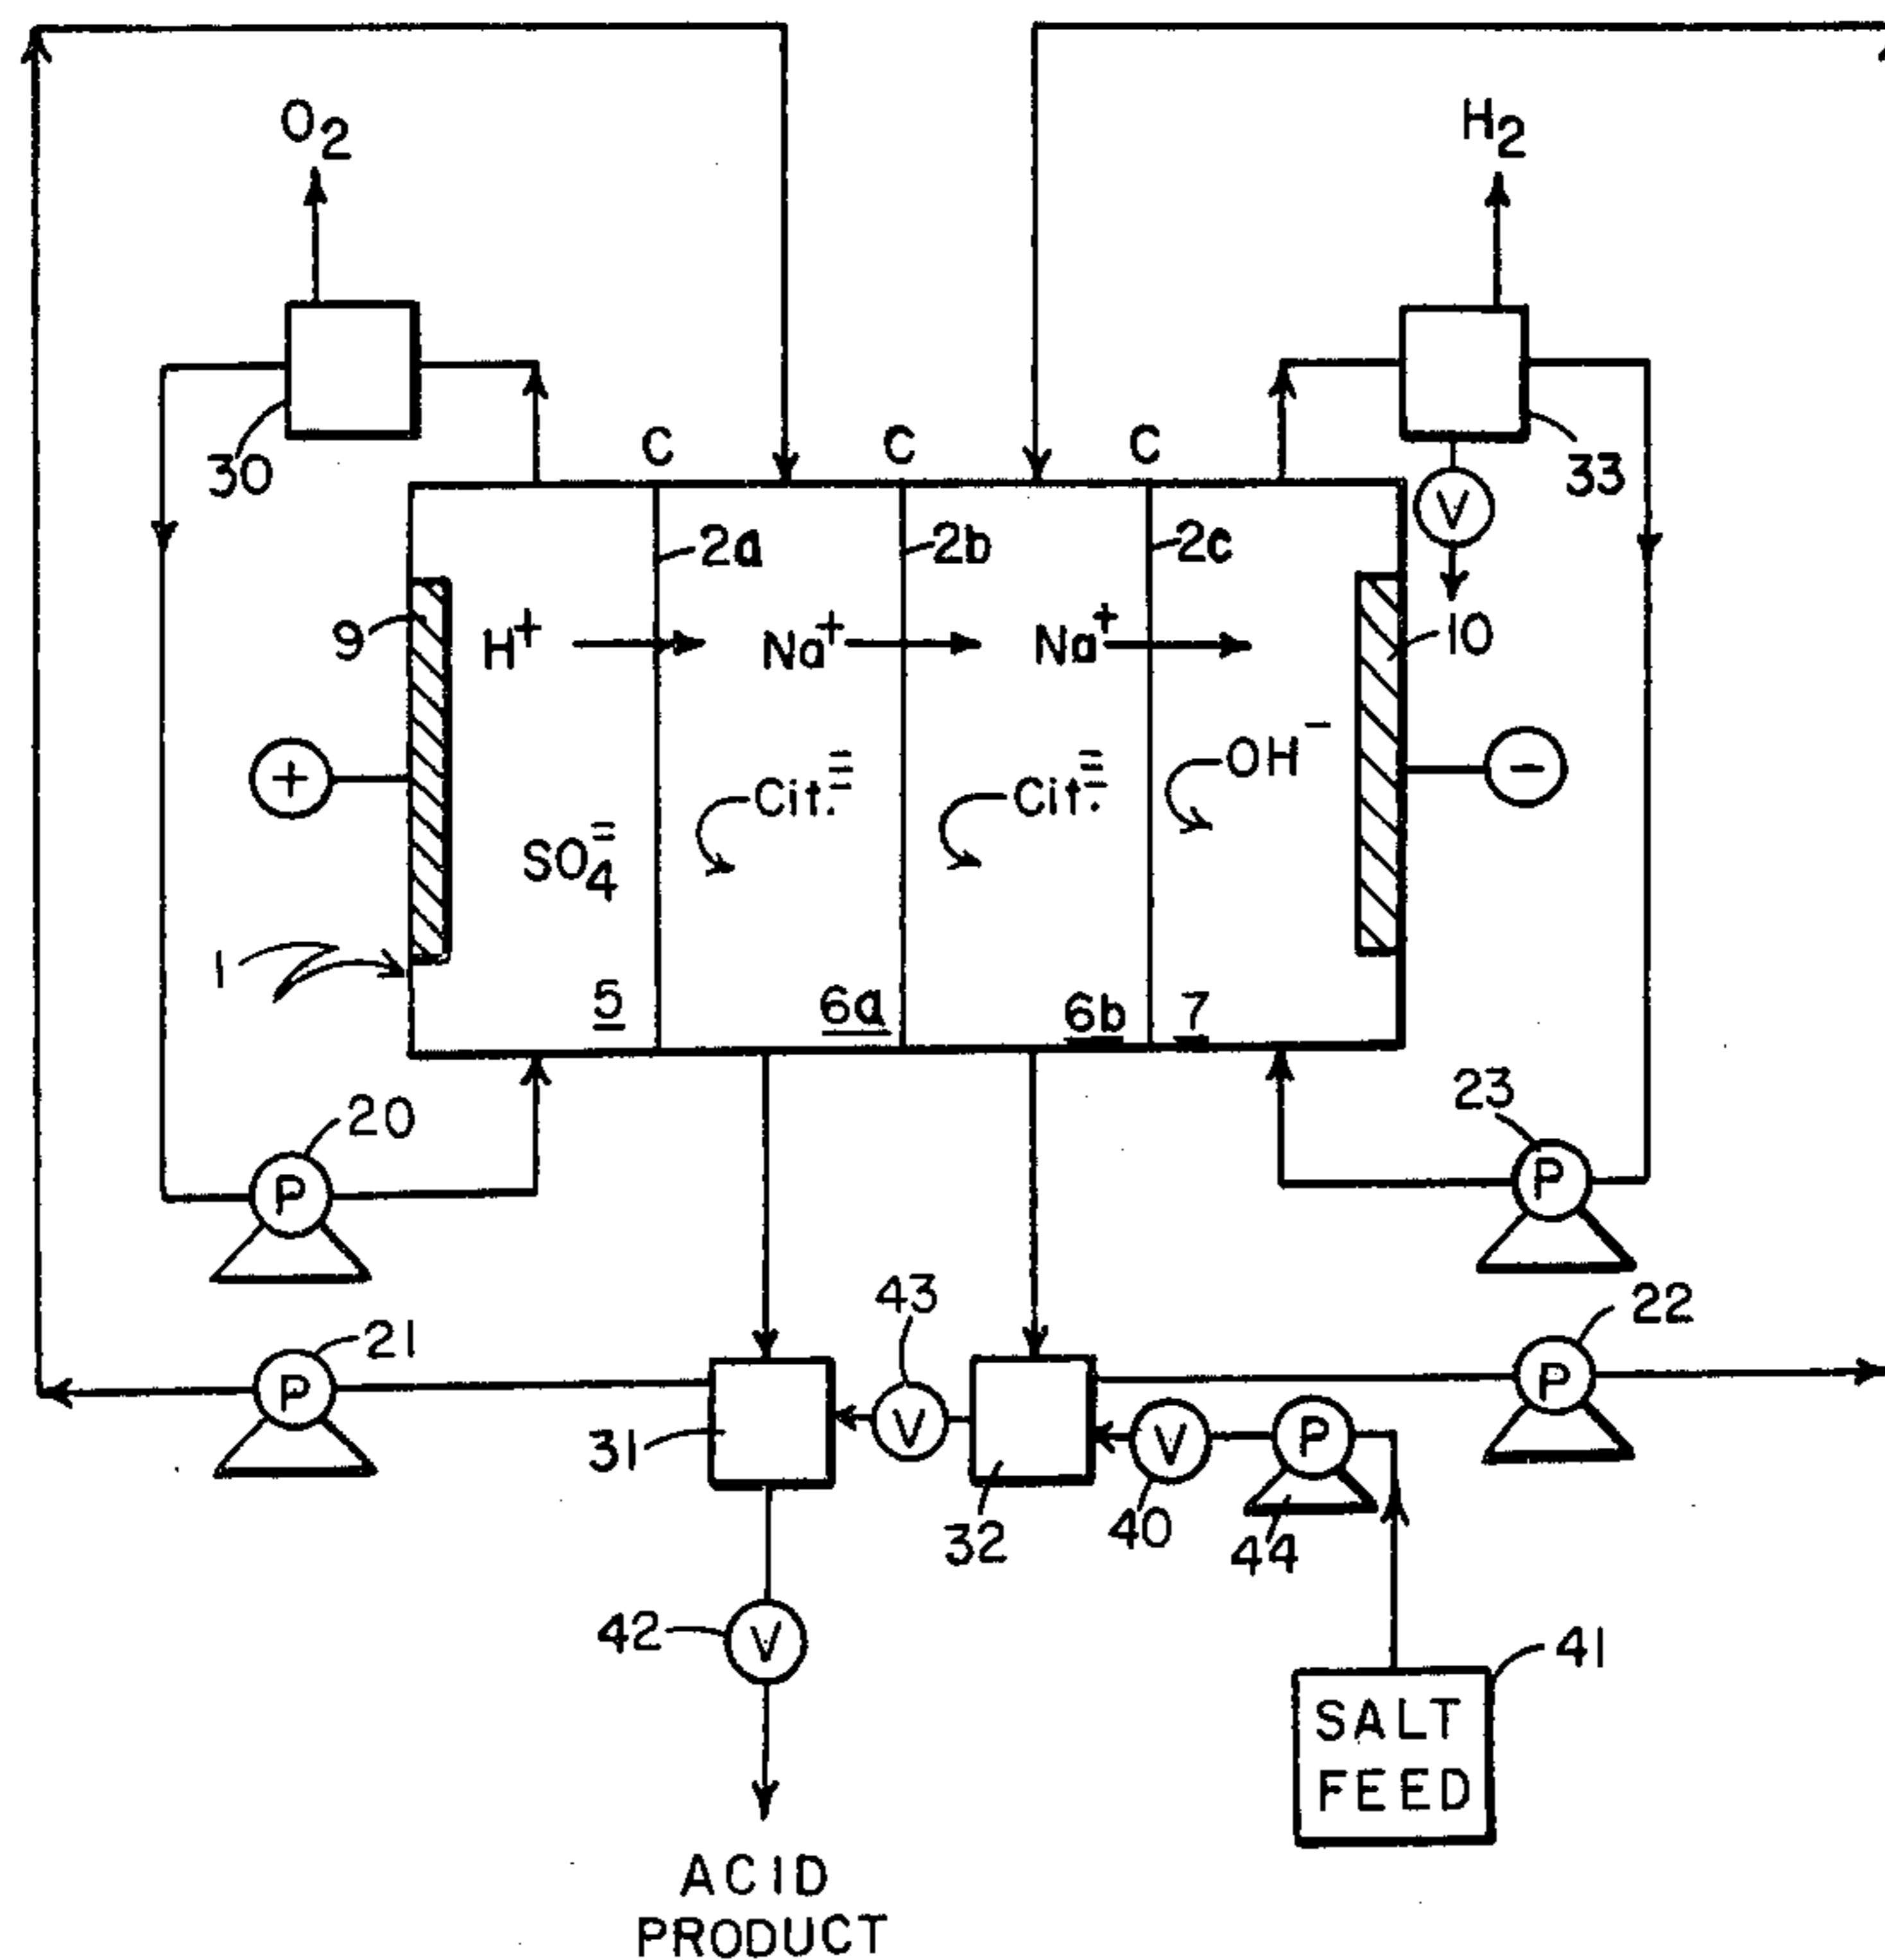 O2
H2
30
C
C
C
33
V
2a
2b
2c
9
H+
Na+
Na+
10
+
Cit.≡
Cit.≡
OH-
-
SO4=
1
5
6a
6b
7
20
P
23
P
43
22
21
P
V
P
31
V
P
32
40
44
42
V
41
SALT
FEED
ACID
PRODUCT